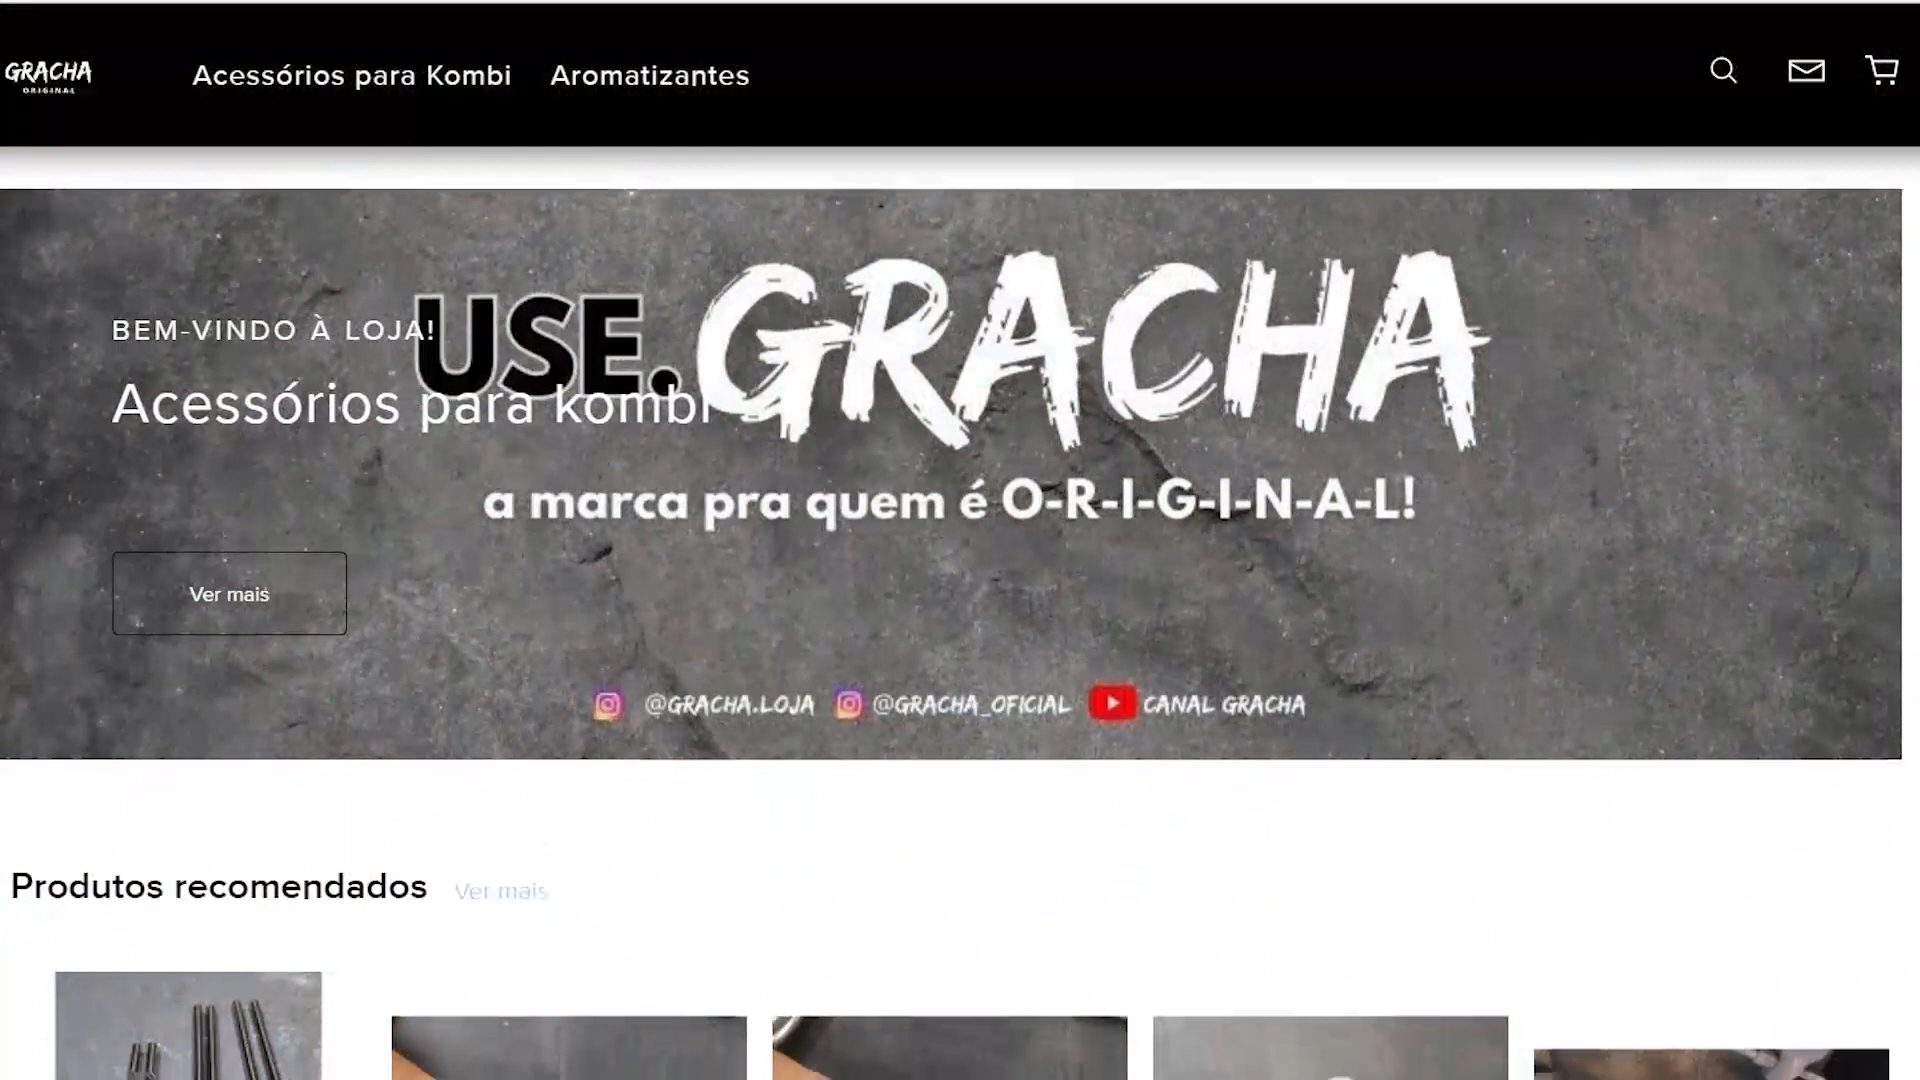 GRACHA
ORIGINAL
Acessórios para Kombi
Aromatizantes
USE.GRACHA
BEM-VINDO À LOJA!
Acessórios para kombi
a marca pra quem é O-R-I-G-I-N-A-L!
Ver mais
@GRACHA.LOJA
@GRACHA_OFICIAL
CANAL GRACHA
Produtos recomendados
Ver mais